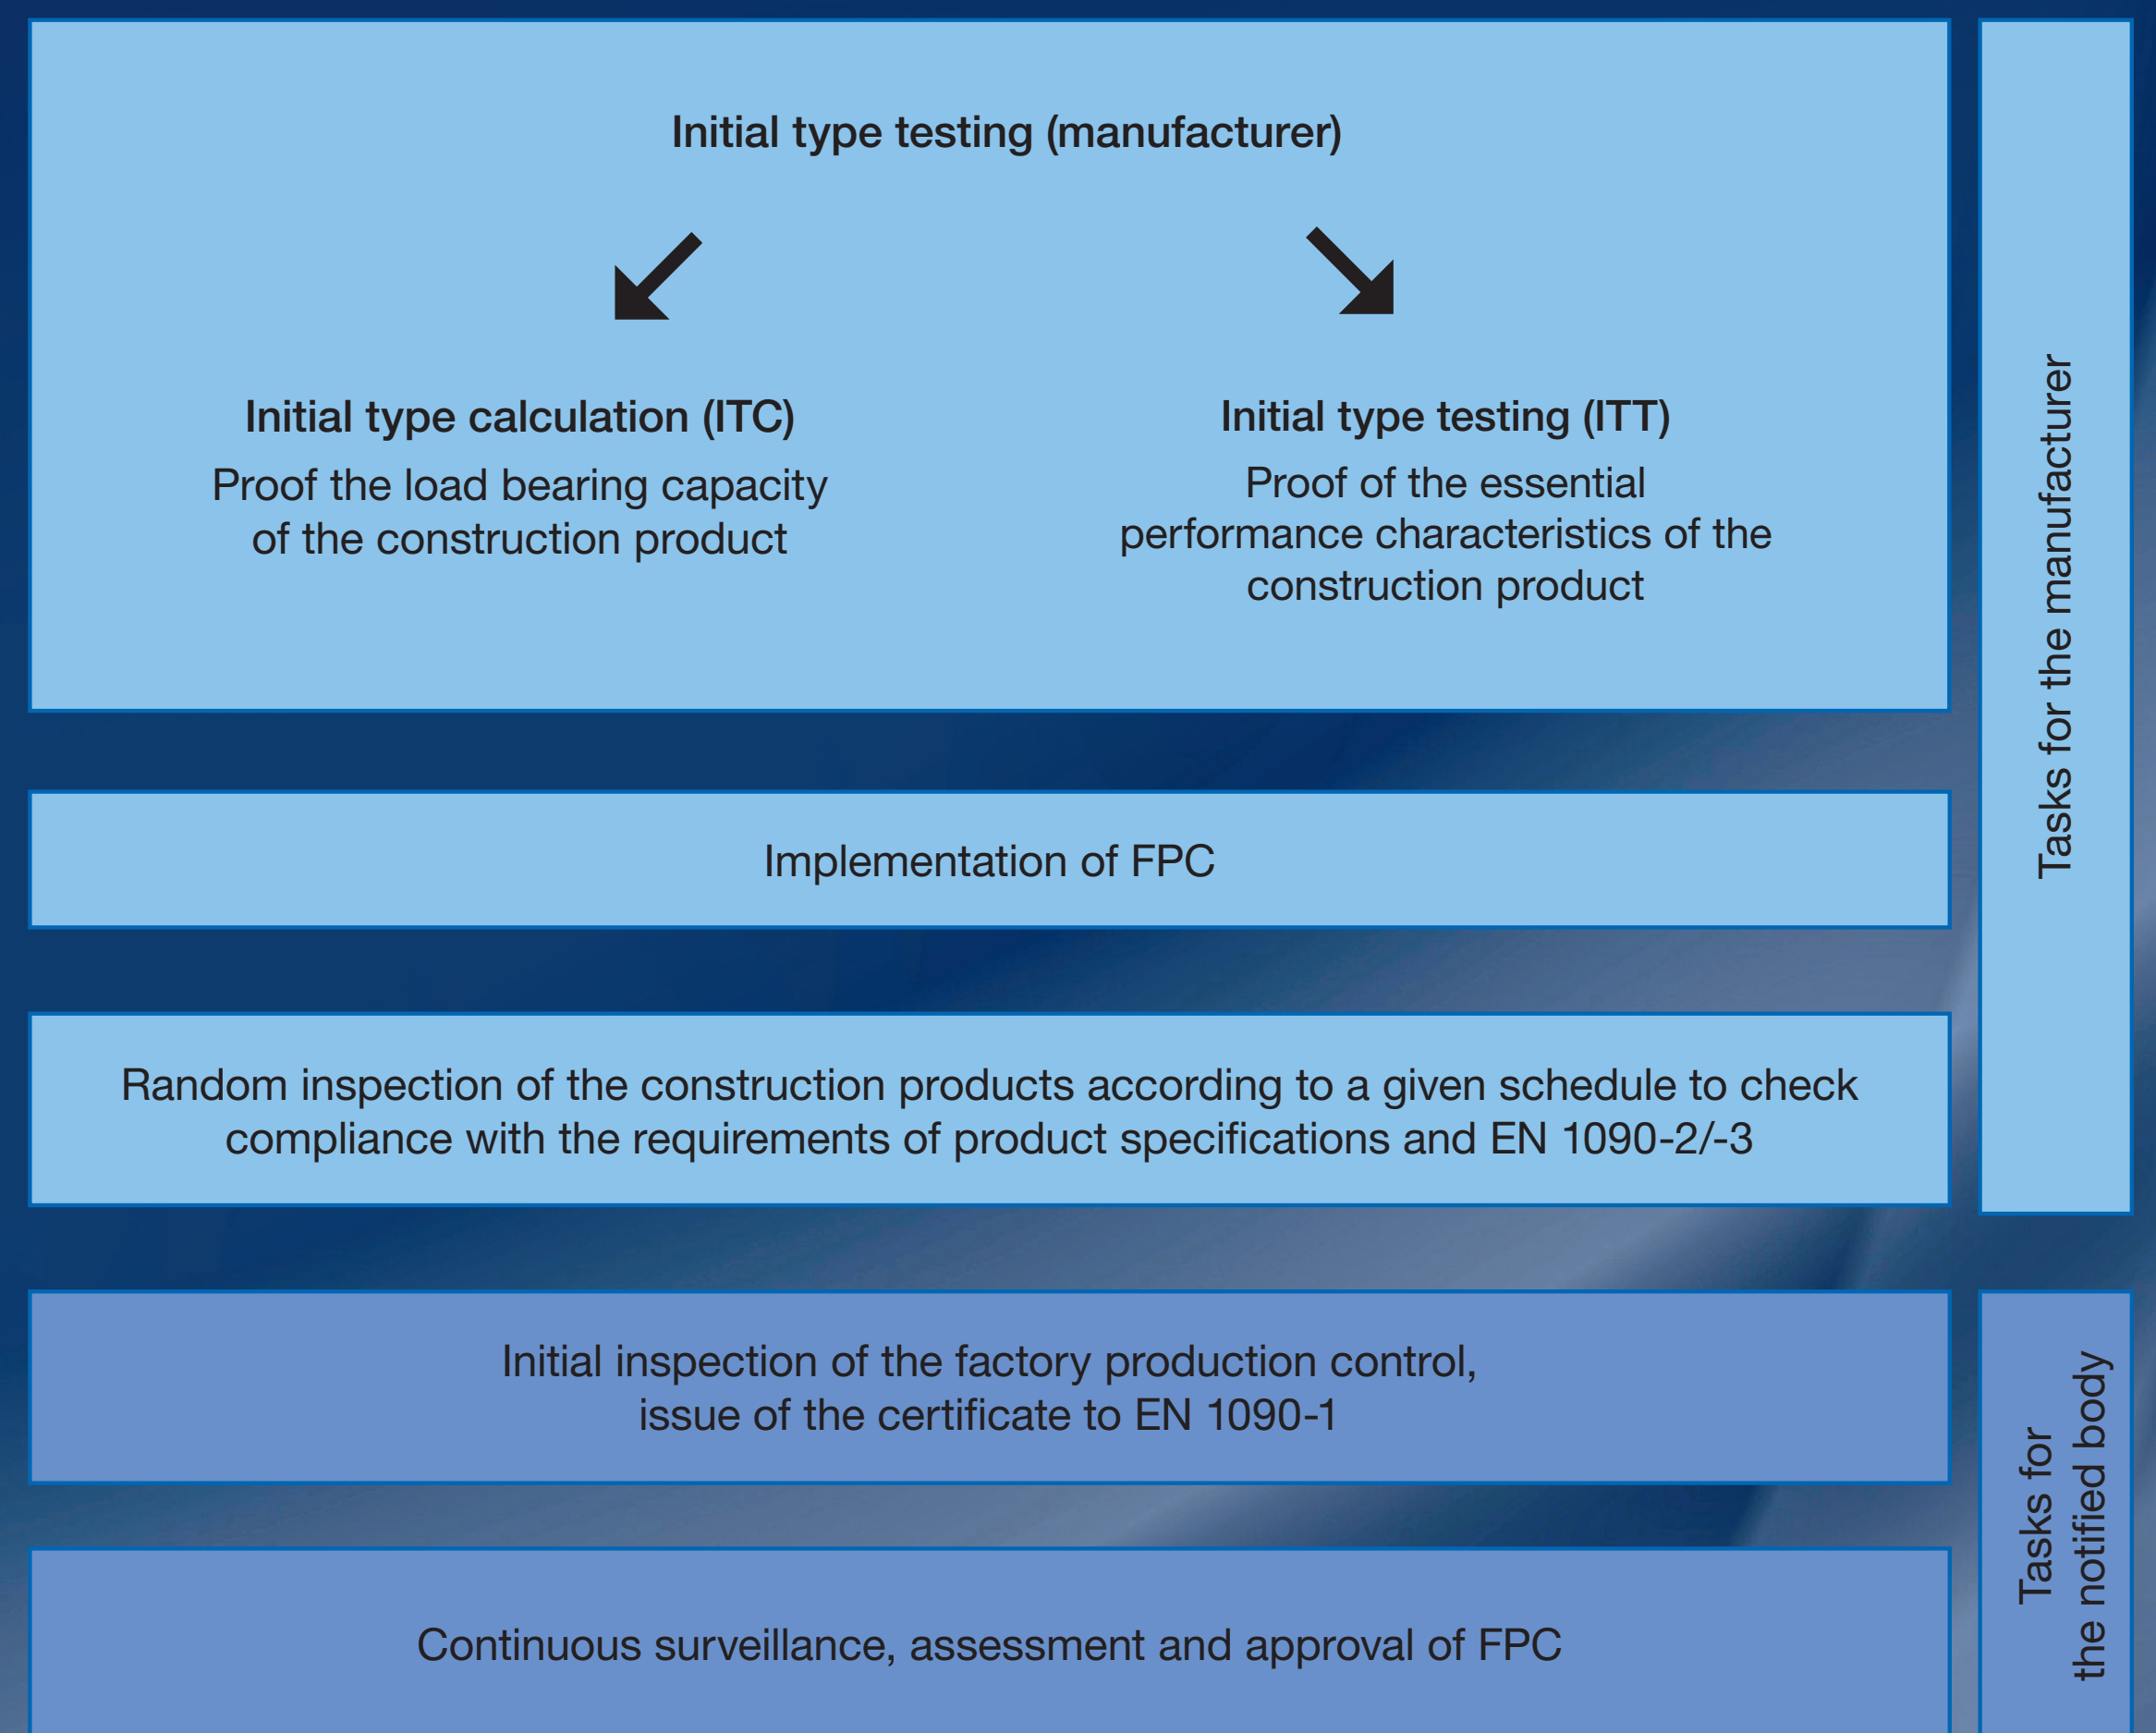 Initial type testing (manufacturer)
Initial type calculation (ITC)
Proof the load bearing capacity
of the construction product
Initial type testing (ITT)
Proof of the essential
performance characteristics of the
construction product
Implementation of FPC
Random inspection of the construction products according to a given schedule to check
compliance with the requirements of product specifications and EN 1090-2/-3
Tasks for the manufacturer
Initial inspection of the factory production control,
issue of the certificate to EN 1090-1
Continuous surveillance, assessment and approval of FPC
Tasks for
the notified body